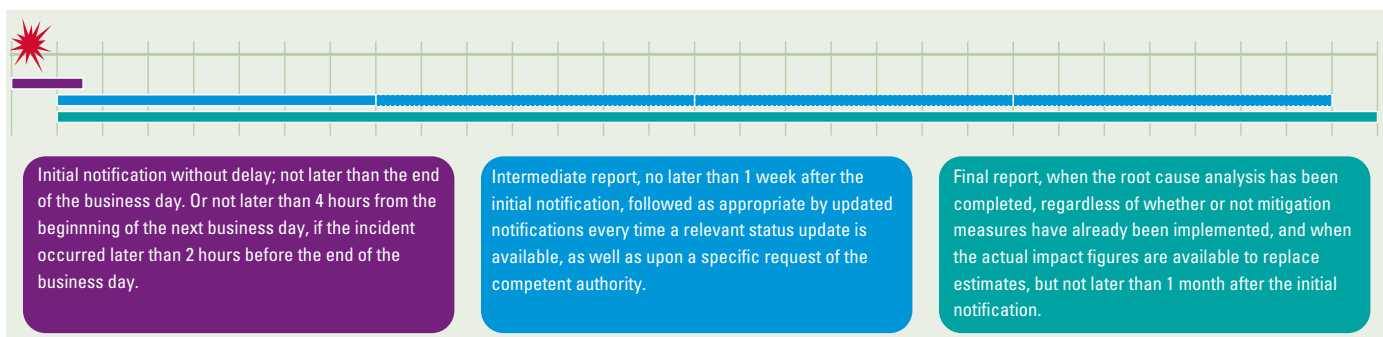 Initial notification without delay; not later than the end
of the business day. Or not later than 4 hours from the
beginnning of the next business day, if the incident
occurred later than 2 hours before the end of the
business day.
Intermediate report, no later than 1 week after the
initial notification, followed as appropriate by updated
notifications every time a relevant status update is
available, as well as upon a specific request of the
competent authority.
Final report, when the root cause analysis has been
completed, regardless of whether or not mitigation
measures have already been implemented, and when
the actual impact figures are available to replace
estimates, but not later than 1 month after the initial
notification.